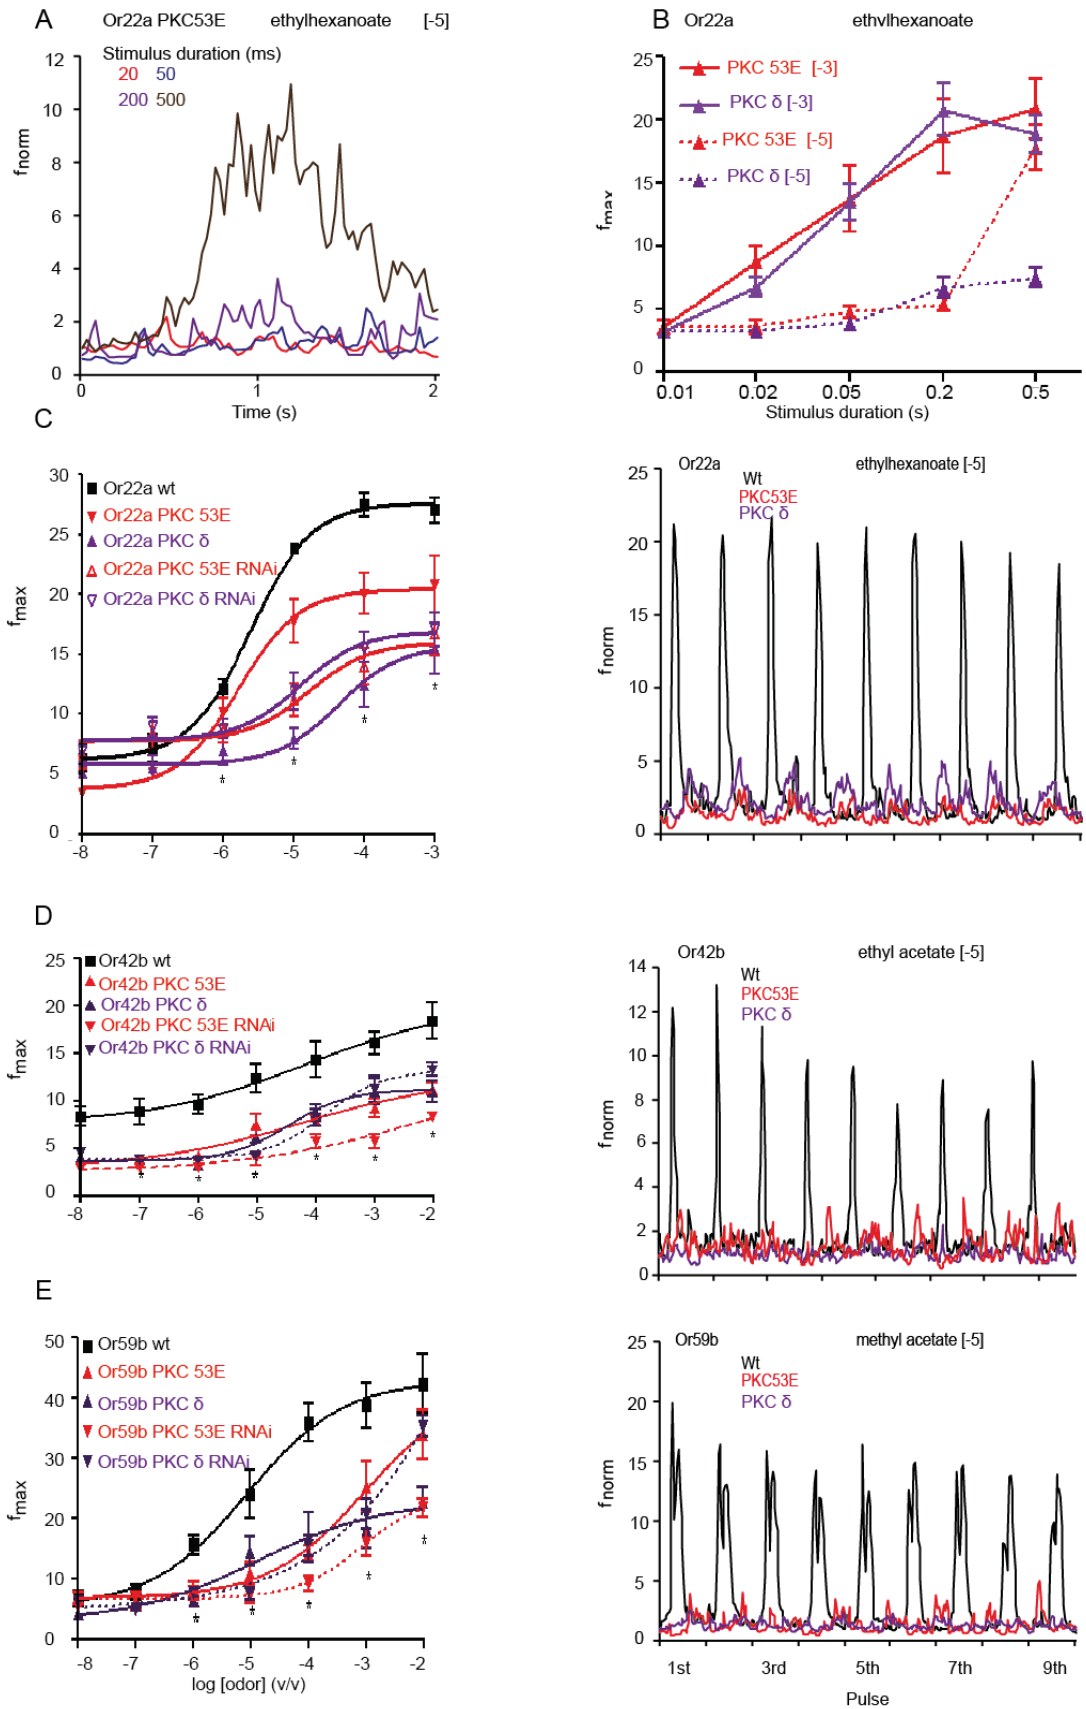 A
Or22a PKC53E ethylhexanoate [-5]
Stimulus duration (ms)
20 50
200 500
fnorm
12
10
8
6
4
2
0
0 1 2
Time (s)
B
Or22a ethvlhexanoate
PKC 53E [-3]
PKC δ [-3]
PKC 53E [-5]
PKC δ [-5]
fmax
25
20
15
10
5
0
0.01 0.02 0.05 0.2 0.5
Stimulus duration (s)
C
Or22a wt
Or22a PKC 53E
Or22a PKC δ
Or22a PKC 53E RNAi
Or22a PKC δ RNAi
fmax
30
25
20
15
10
5
0
-8 -7 -6 -5 -4 -3
* * * *
Or22a ethylhexanoate [-5]
Wt
PKC53E
PKC δ
fnorm
25
20
15
10
5
0
D
Or42b wt
Or42b PKC 53E
Or42b PKC δ
Or42b PKC 53E RNAi
Or42b PKC δ RNAi
fmax
25
20
15
10
5
0
-8 -7 -6 -5 -4 -3 -2
* * * * * *
Or42b ethyl acetate [-5]
Wt
PKC53E
PKC δ
fnorm
14
12
10
8
6
4
2
0
E
Or59b wt
Or59b PKC 53E
Or59b PKC δ
Or59b PKC 53E RNAi
Or59b PKC δ RNAi
fmax
50
40
30
20
10
0
-8 -7 -6 -5 -4 -3 -2
* * * * *
log [odor] (v/v)
Or59b methyl acetate [-5]
Wt
PKC53E
PKC δ
fnorm
25
20
15
10
5
0
1st 3rd 5th 7th 9th
Pulse